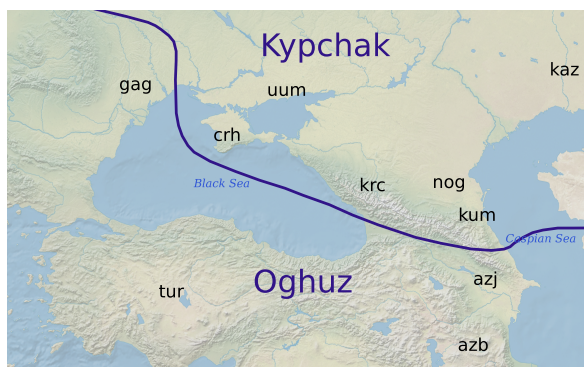 Kypchak
kaz
gag
uum
crh
Black Sea
krc
nog
kum
Caspian Sea
Oghuz
azj
tur
azb